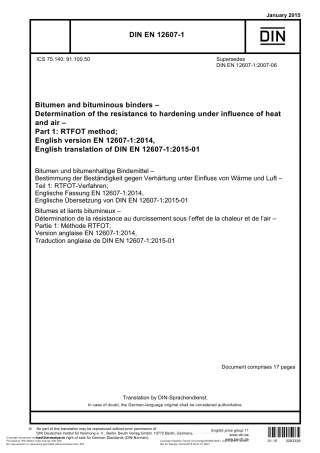 January 2015
DIN EN 12607-1
DIN
ICS 75.140; 91.100.50
Supersedes
DIN EN 12607-1:2007-06
Bitumen and bituminous binders –
Determination of the resistance to hardening under influence of heat
and air –
Part 1: RTFOT method;
English version EN 12607-1:2014,
English translation of DIN EN 12607-1:2015-01
Bitumen und bitumenhaltige Bindemittel –
Bestimmung der Beständigkeit gegen Verhärtung unter Einfluss von Wärme und Luft –
Teil 1: RTFOT-Verfahren;
Englische Fassung EN 12607-1:2014,
Englische Übersetzung von DIN EN 12607-1:2015-01
Bitumes et liants bitumineux –
Détermination de la résistance au durcissement sous l'effet de la chaleur et de l'air –
Partie 1: Méthode RTFOT;
Version anglaise EN 12607-1:2014,
Traduction anglaise de DIN EN 12607-1:2015-01
Document comprises 17 pages
Translation by DIN-Sprachendienst.
In case of doubt, the German-language original shall be considered authoritative.
No part of this translation may be reproduced without prior permission of
DIN Deutsches Institut für Normung e. V., Berlin. Beuth Verlag GmbH, 10772 Berlin, Germany,
has the exclusive right of sale for German Standards (DIN-Normen).
English price group 11
www.din.de
www.beuth.de